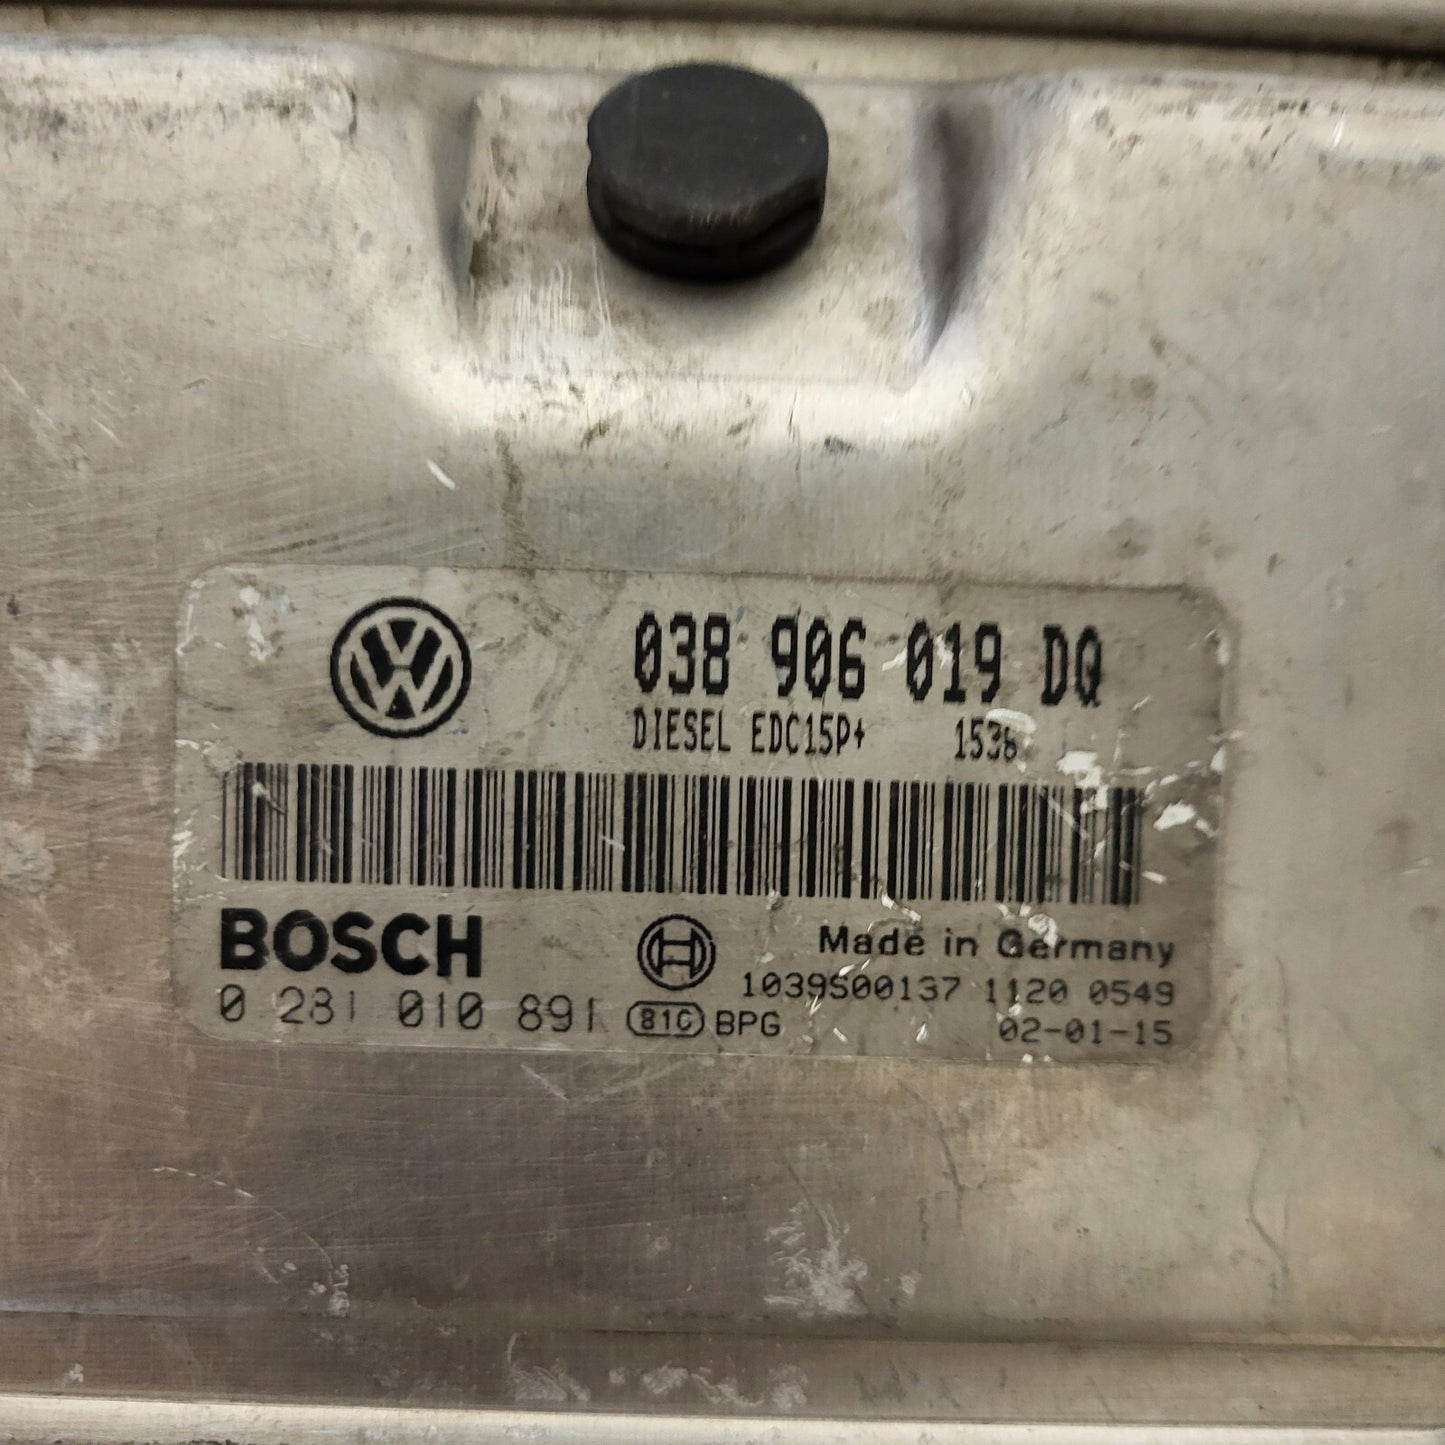 038 906 019 DQ
DIESEL EDC15P+ 1538
BOSCH
Made in Germany
1039S00137 1120 0549
0 281 010 891 81C BPG
02-01-15